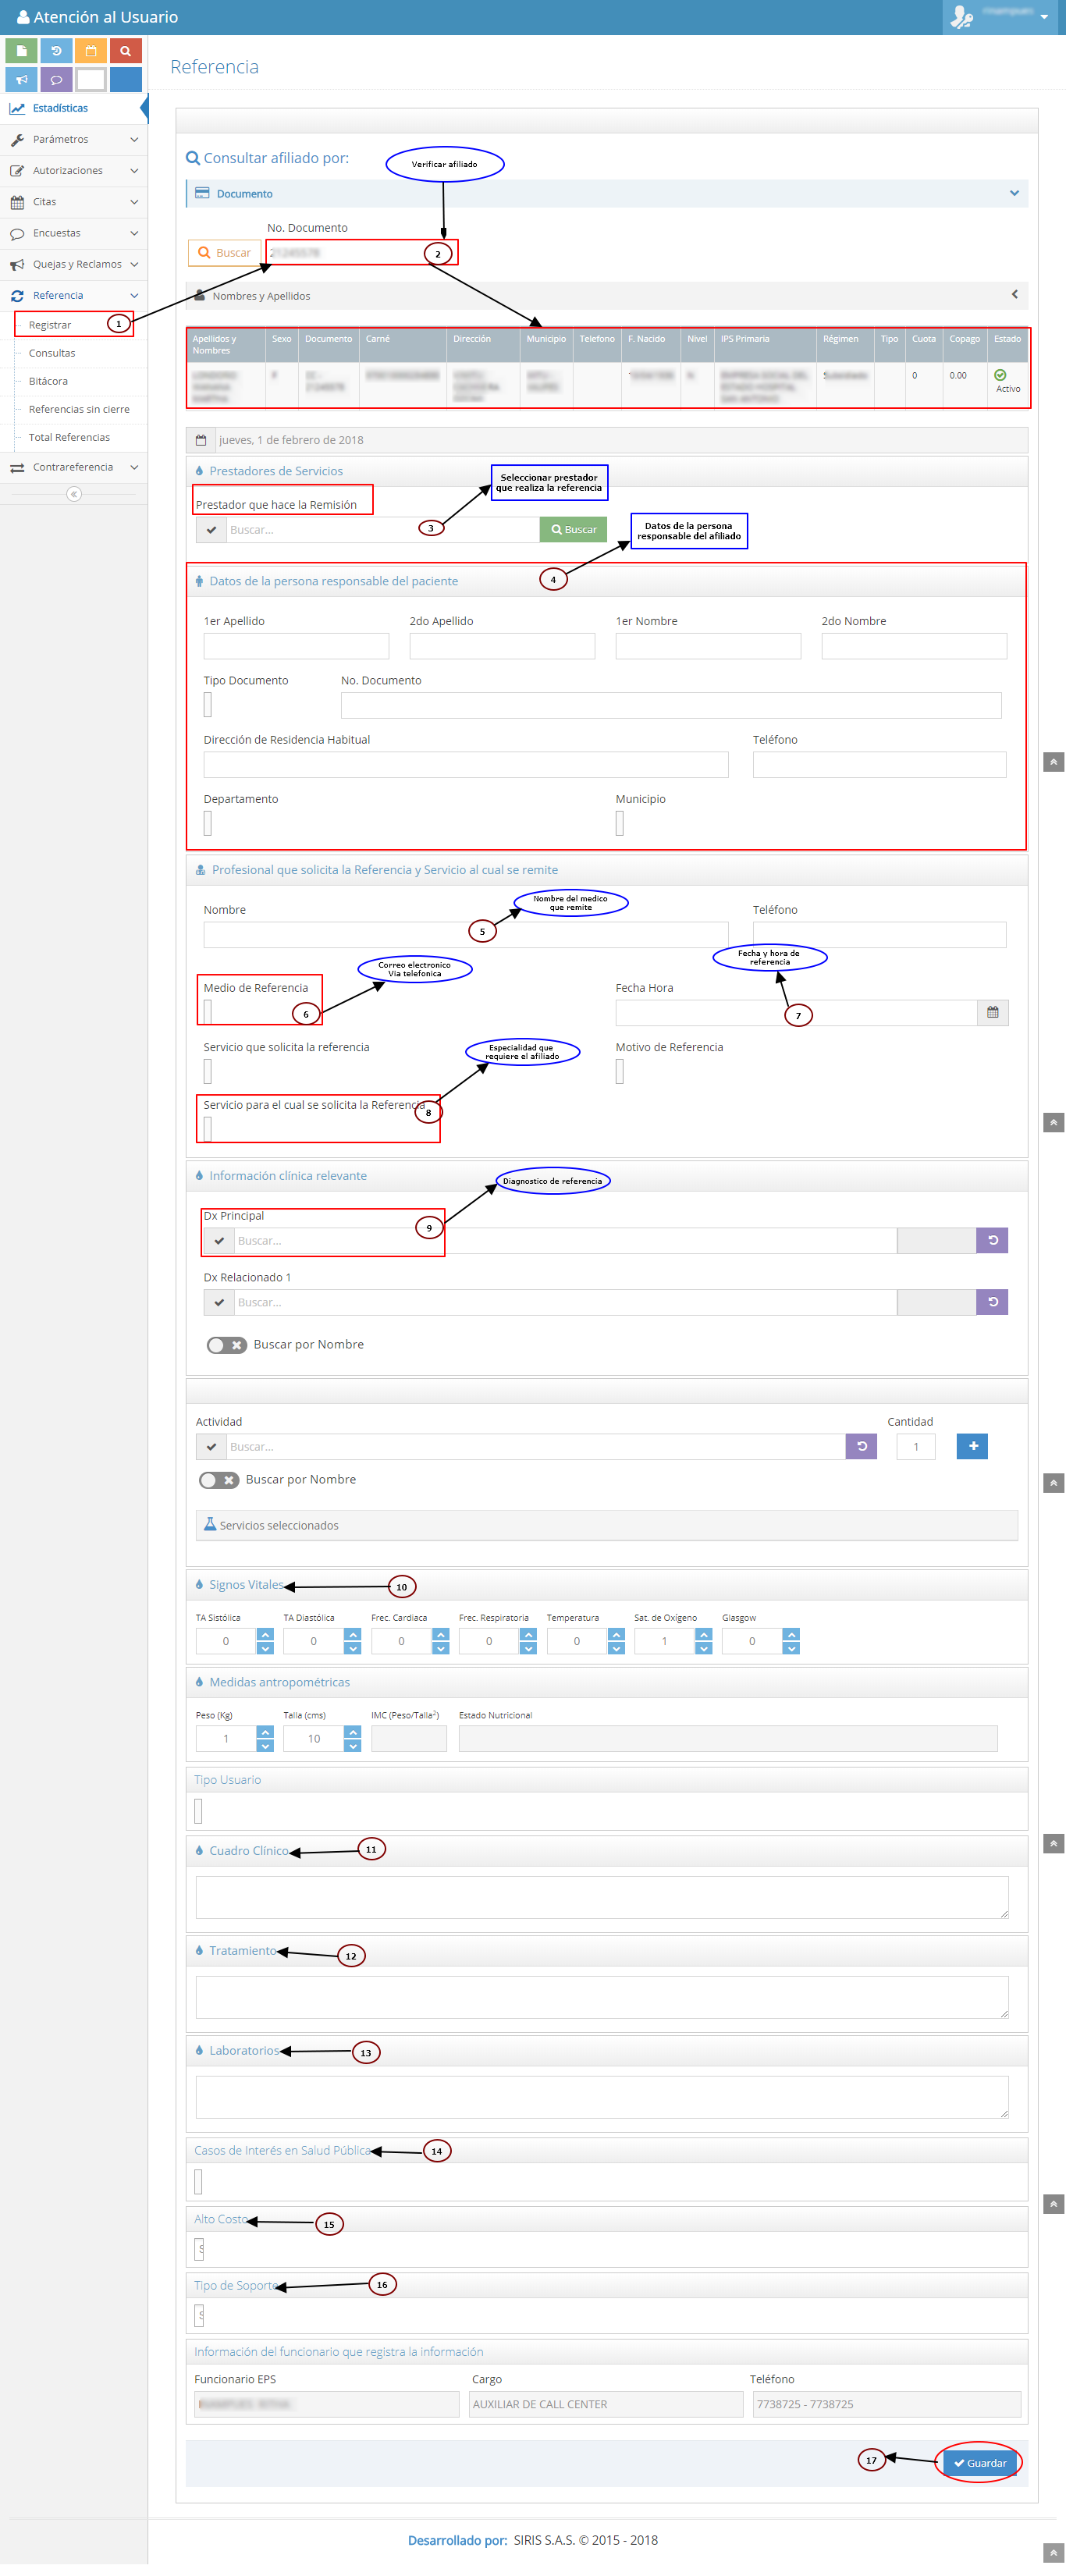 Atención al Usuario
Referencia
Estadísticas
Parámetros
Autorizaciones
Citas
Encuestas
Quejas y Reclamos
Referencia
Registrar
1
Consultas
Bitácora
Referencias sin cierre
Total Referencias
Contrareferencia
Consultar afiliado por:
Verificar afiliado
Documento
No. Documento
Buscar
2
Nombres y Apellidos
Apellidos y Nombres Sexo Documento Carné Dirección Municipio Telefono F. Nacido Nivel IPS Primaria Régimen Tipo Cuota Copago Estado
0 0.00 Activo
jueves, 1 de febrero de 2018
Prestadores de Servicios
Seleccionar prestador
que realiza la referencia
Prestador que hace la Remisión
Buscar...
3
Buscar
Datos de la persona
responsable del afiliado
Datos de la persona responsable del paciente
4
1er Apellido 2do Apellido 1er Nombre 2do Nombre
Tipo Documento No. Documento
Dirección de Residencia Habitual Teléfono
Departamento Municipio
Profesional que solicita la Referencia y Servicio al cual se remite
Nombre del medico
que remite
Nombre Teléfono
5
Correo electronico
Via telefonica
Fecha y hora de
referencia
Medio de Referencia Fecha Hora
6
7
Servicio que solicita la referencia
Especialidad que
requiere el afiliado
Motivo de Referencia
Servicio para el cual se solicita la Referencia
8
Información clínica relevante
Diagnostico de referencia
Dx Principal
9
Buscar...
Dx Relacionado 1
Buscar...
Buscar por Nombre
Actividad Cantidad
Buscar... 1
Buscar por Nombre
Servicios seleccionados
Signos Vitales
10
TA Sistólica TA Diastólica Frec. Cardiaca Frec. Respiratoria Temperatura Sat. de Oxígeno Glasgow
0 0 0 0 0 1 0
Medidas antropométricas
Peso (Kg) Talla (cms) IMC (Peso/Talla²) Estado Nutricional
1 10
Tipo Usuario
Cuadro Clínico
11
Tratamiento
12
Laboratorios
13
Casos de Interés en Salud Pública
14
Alto Costo
15
Tipo de Soporte
16
Información del funcionario que registra la información
Funcionario EPS Cargo Teléfono
AUXILIAR DE CALL CENTER 7738725 - 7738725
17
Guardar
Desarrollado por: SIRIS S.A.S. © 2015 - 2018